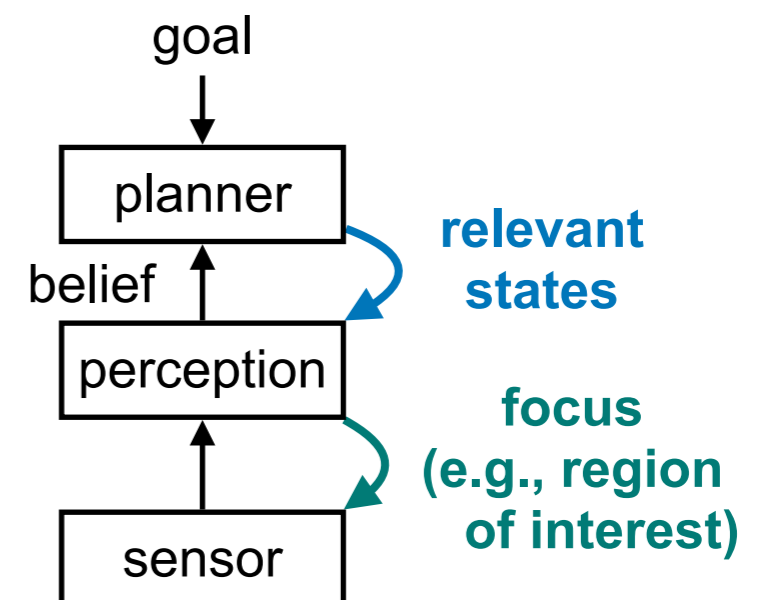 goal
planner
relevant
states
belief
perception
focus
(e.g., region
of interest)
sensor